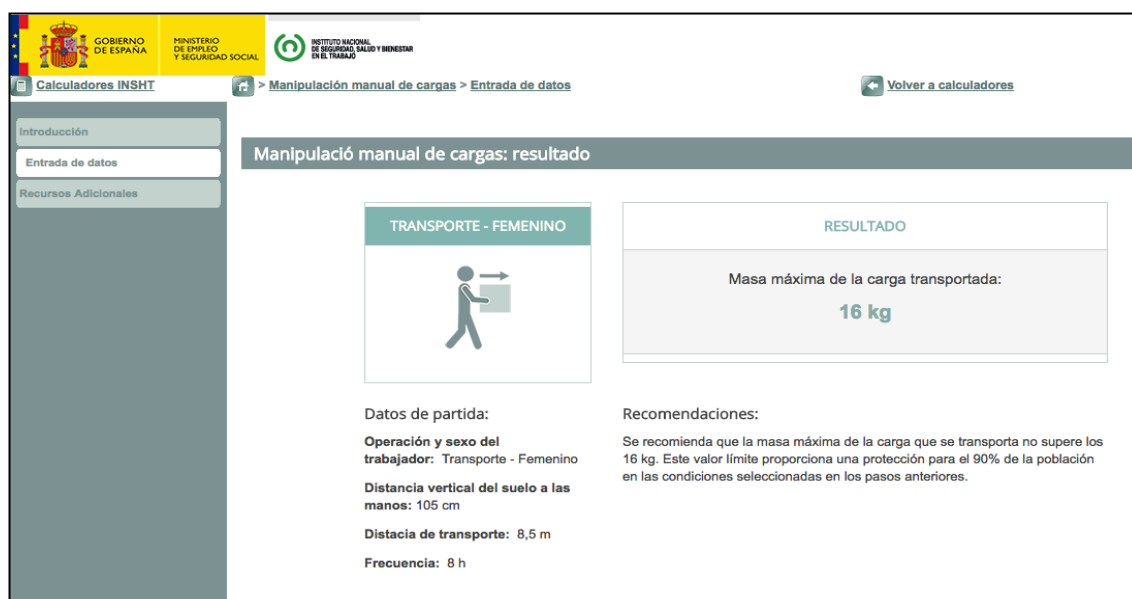 GOBIERNO
DE ESPAÑA
MINISTERIO
DE EMPLEO
Y SEGURIDAD SOCIAL
INSTITUTO NACIONAL
DE SEGURIDAD, SALUD Y BIENESTAR
EN EL TRABAJO
Calculadores INSHT
> Manipulación manual de cargas > Entrada de datos
Volver a calculadores
Introducción
Entrada de datos
Recursos Adicionales
Manipulació manual de cargas: resultado
TRANSPORTE - FEMENINO
RESULTADO
Masa máxima de la carga transportada:
16 kg
Datos de partida:
Operación y sexo del
trabajador: Transporte - Femenino
Distancia vertical del suelo a las
manos: 105 cm
Distacia de transporte: 8,5 m
Frecuencia: 8 h
Recomendaciones:
Se recomienda que la masa máxima de la carga que se transporta no supere los
16 kg. Este valor límite proporciona una protección para el 90% de la población
en las condiciones seleccionadas en los pasos anteriores.